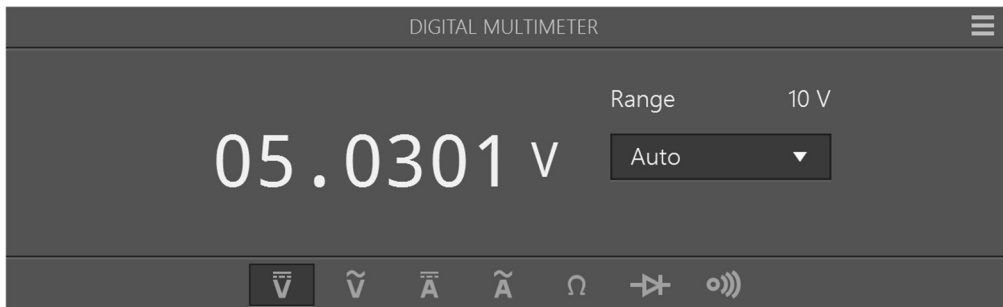 DIGITAL MULTIMETER
Range 10 V
05.0301 V
Auto
V V A A Ω